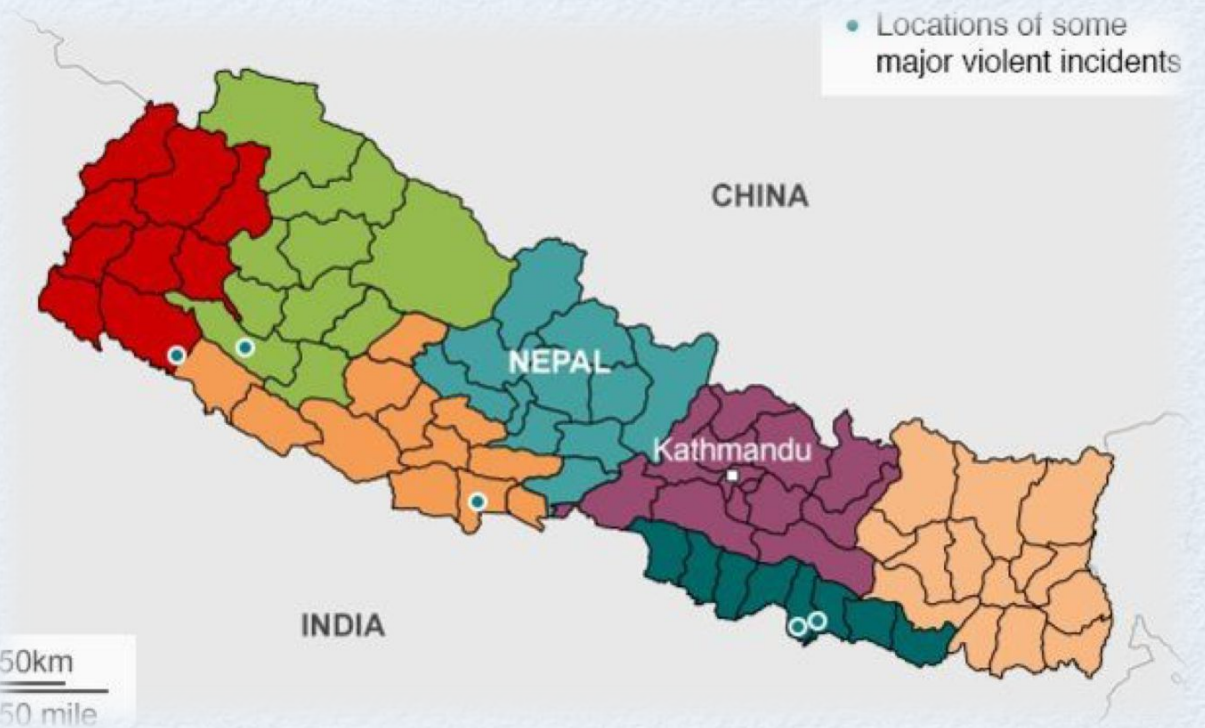 Locations of some
major violent incidents
CHINA
NEPAL
Kathmandu
INDIA
50km
50 mile